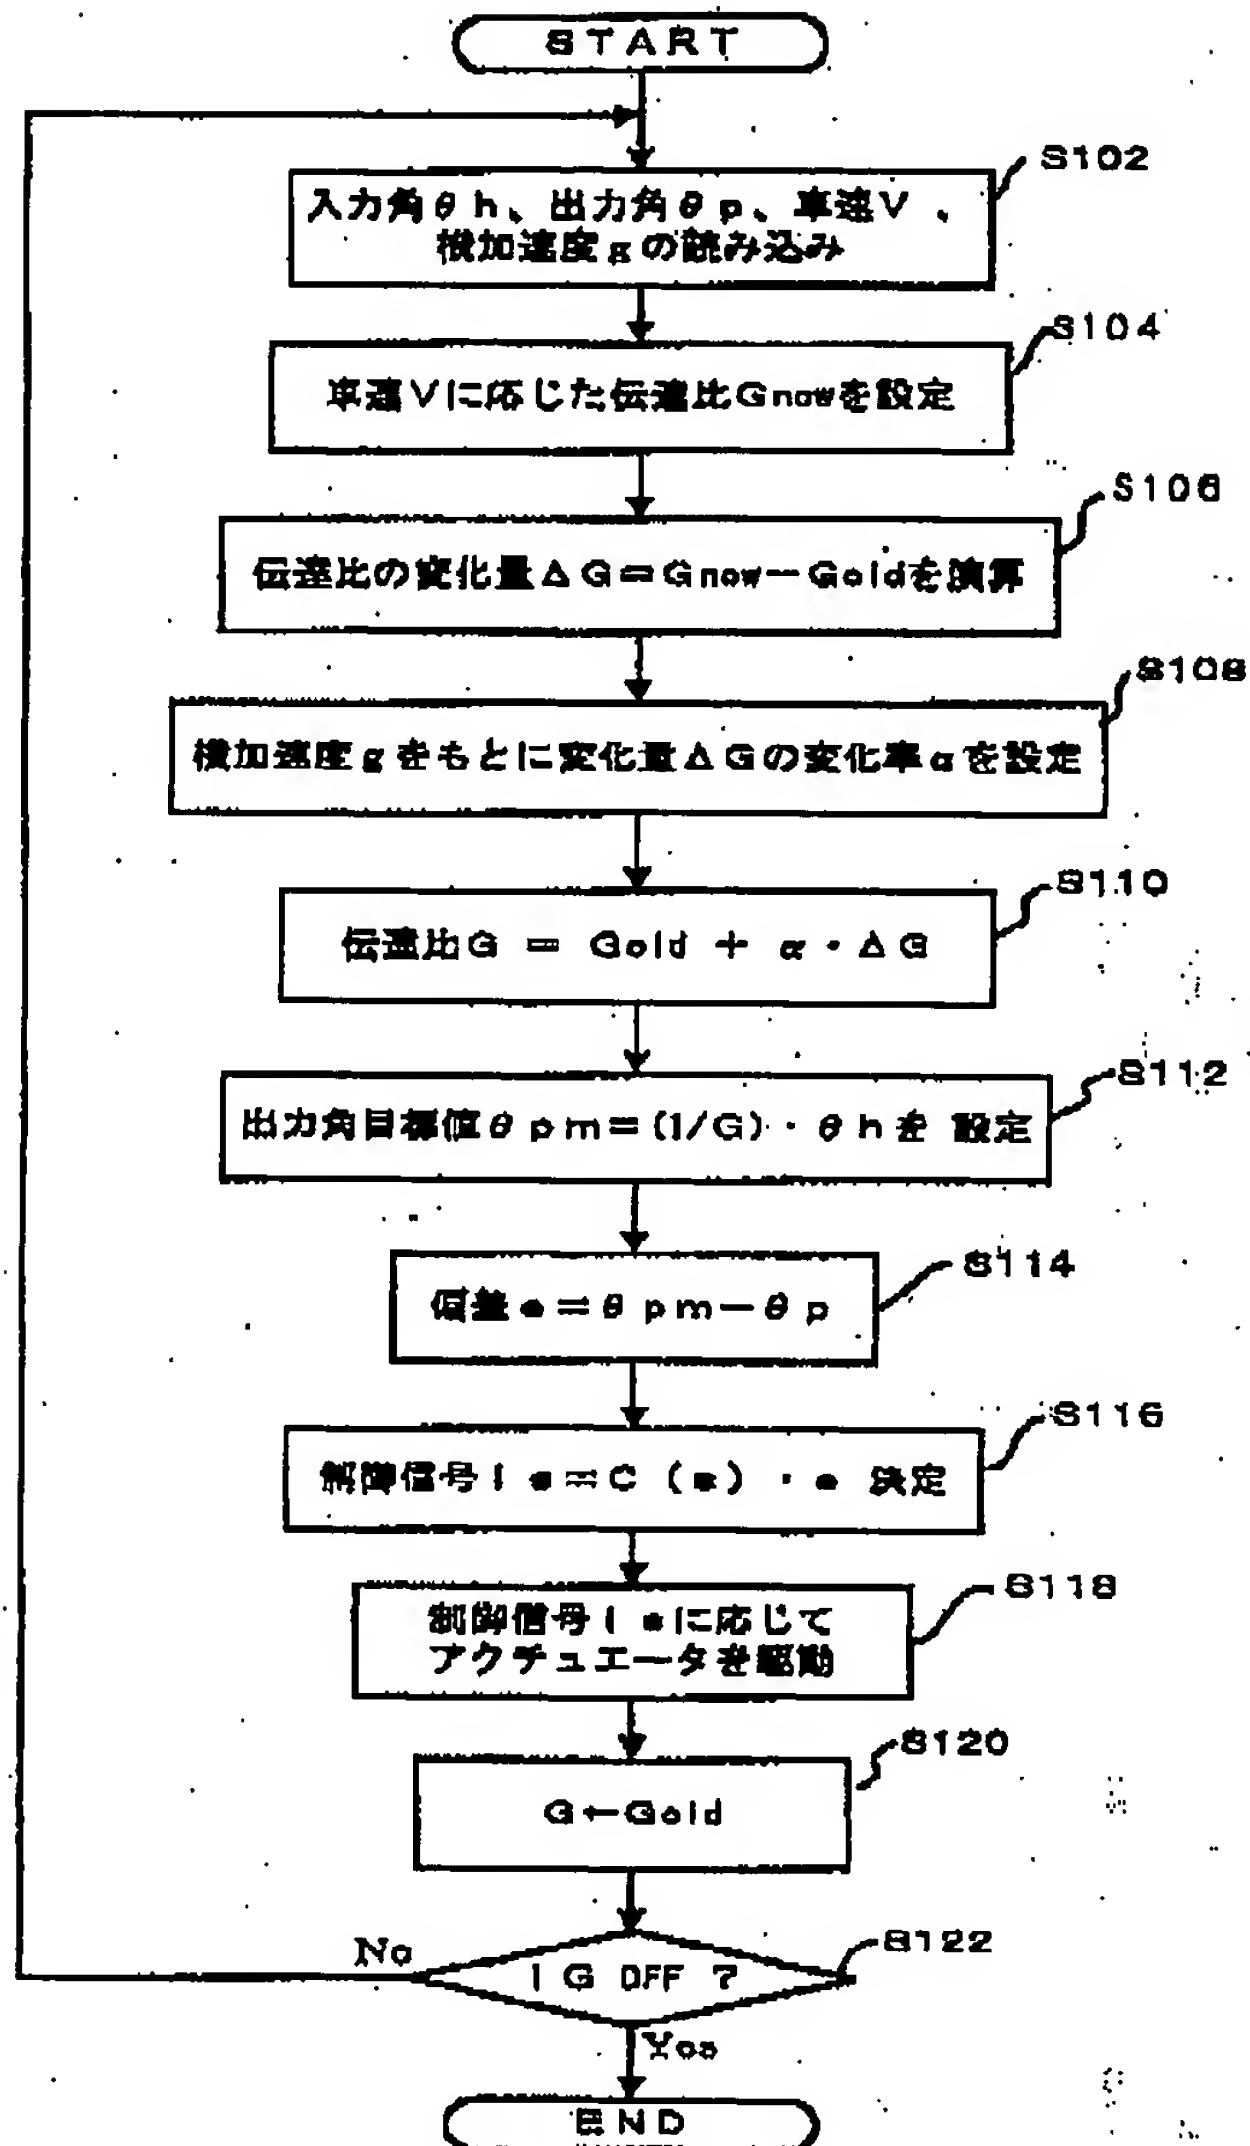 START
S102
入力角θh、出力角θp、車速V、
横加速度gの読み込み
S104
車速Vに応じた伝達比Gnowを設定
S106
伝達比の変化量ΔG=Gnow-Goldを演算
S108
横加速度gをもとに変化量ΔGの変化率αを設定
S110
伝達比G = Gold + α・ΔG
S112
出力角目標値θpm=(1/G)・θhを 設定
S114
偏差e=θpm-θp
S116
制御信号Is=C(s)・e 決定
S118
制御信号Isに応じて
アクチュエータを駆動
S120
G←Gold
S122
No
IG OFF ?
Yes
END